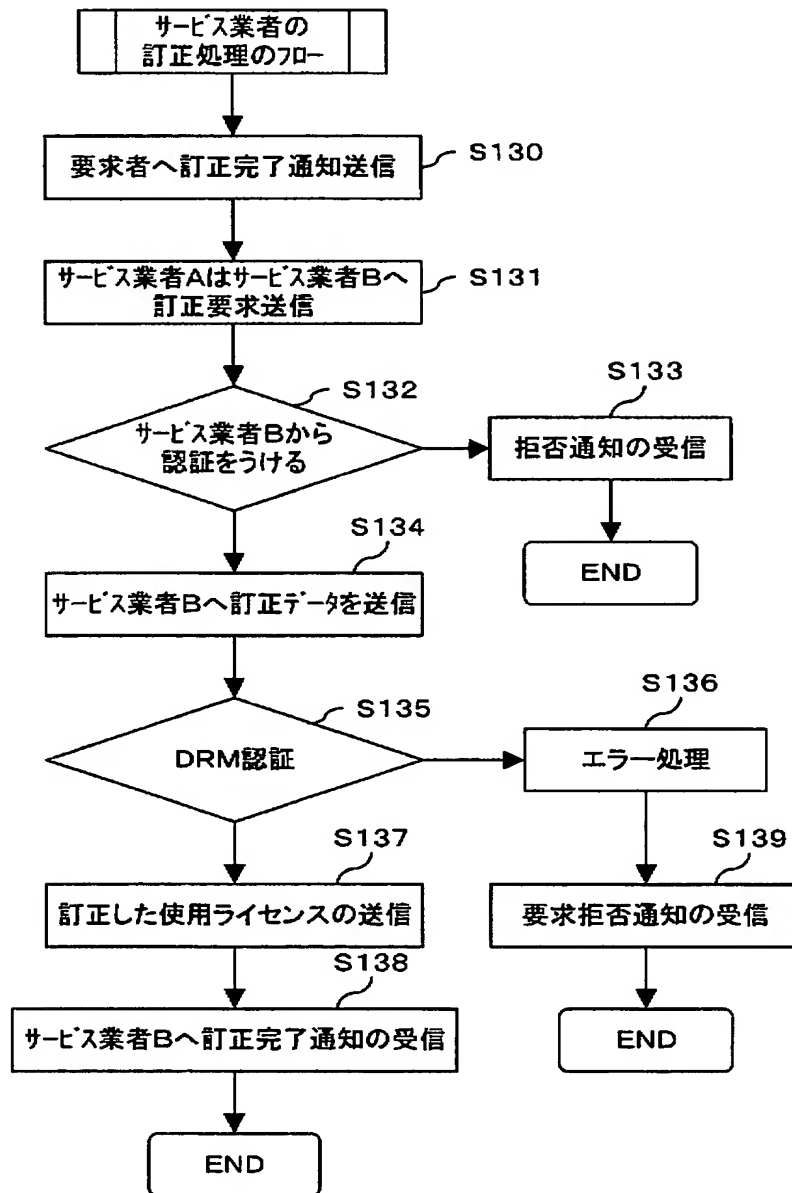 サービス業者の
訂正処理のフロー
要求者へ訂正完了通知送信
S130
サービス業者Aはサービス業者Bへ
訂正要求送信
S131
サービス業者Bから
認証をうける
S132
拒否通知の受信
S133
END
サービス業者Bへ訂正データを送信
S134
DRM認証
S135
エラー処理
S136
訂正した使用ライセンスの送信
S137
要求拒否通知の受信
S139
サービス業者Bへ訂正完了通知の受信
S138
END
END